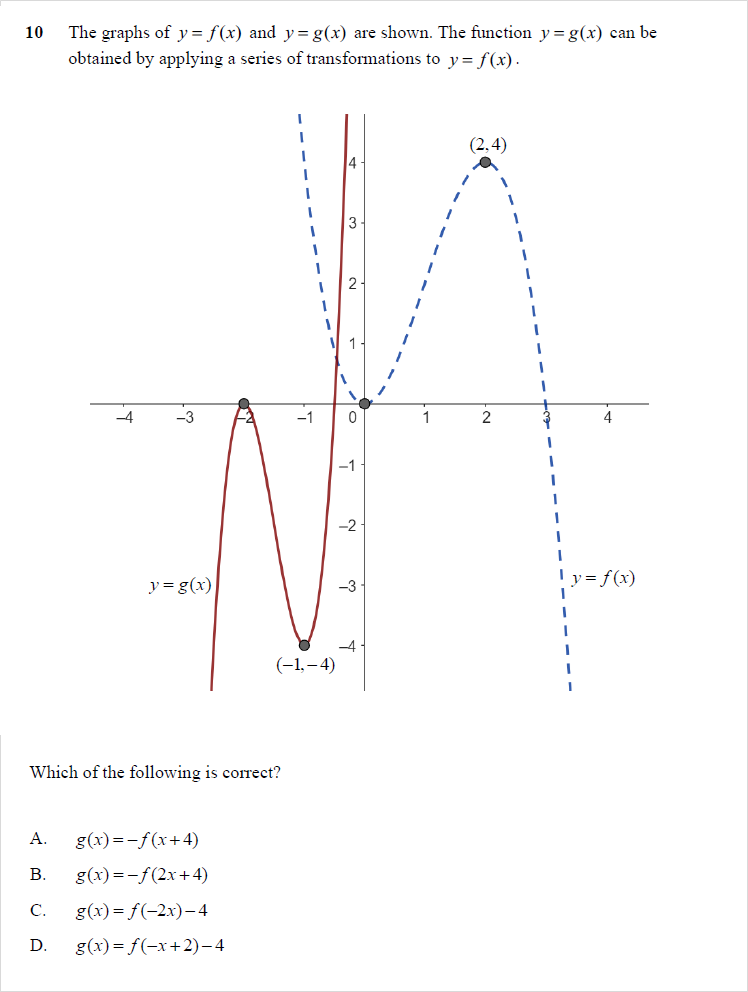 10 The graphs of y = f(x) and y = g(x) are shown. The function y = g(x) can be
obtained by applying a series of transformations to y = f(x).
(2,4)
4
3
2
1
–4 –3 –2 –1 0 1 2 3 4
–1
–2
y = g(x) –3 y = f(x)
–4
(–1,–4)
Which of the following is correct?
A. g(x) = –f(x+4)
B. g(x) = –f(2x+4)
C. g(x) = f(–2x) – 4
D. g(x) = f(–x+2) – 4